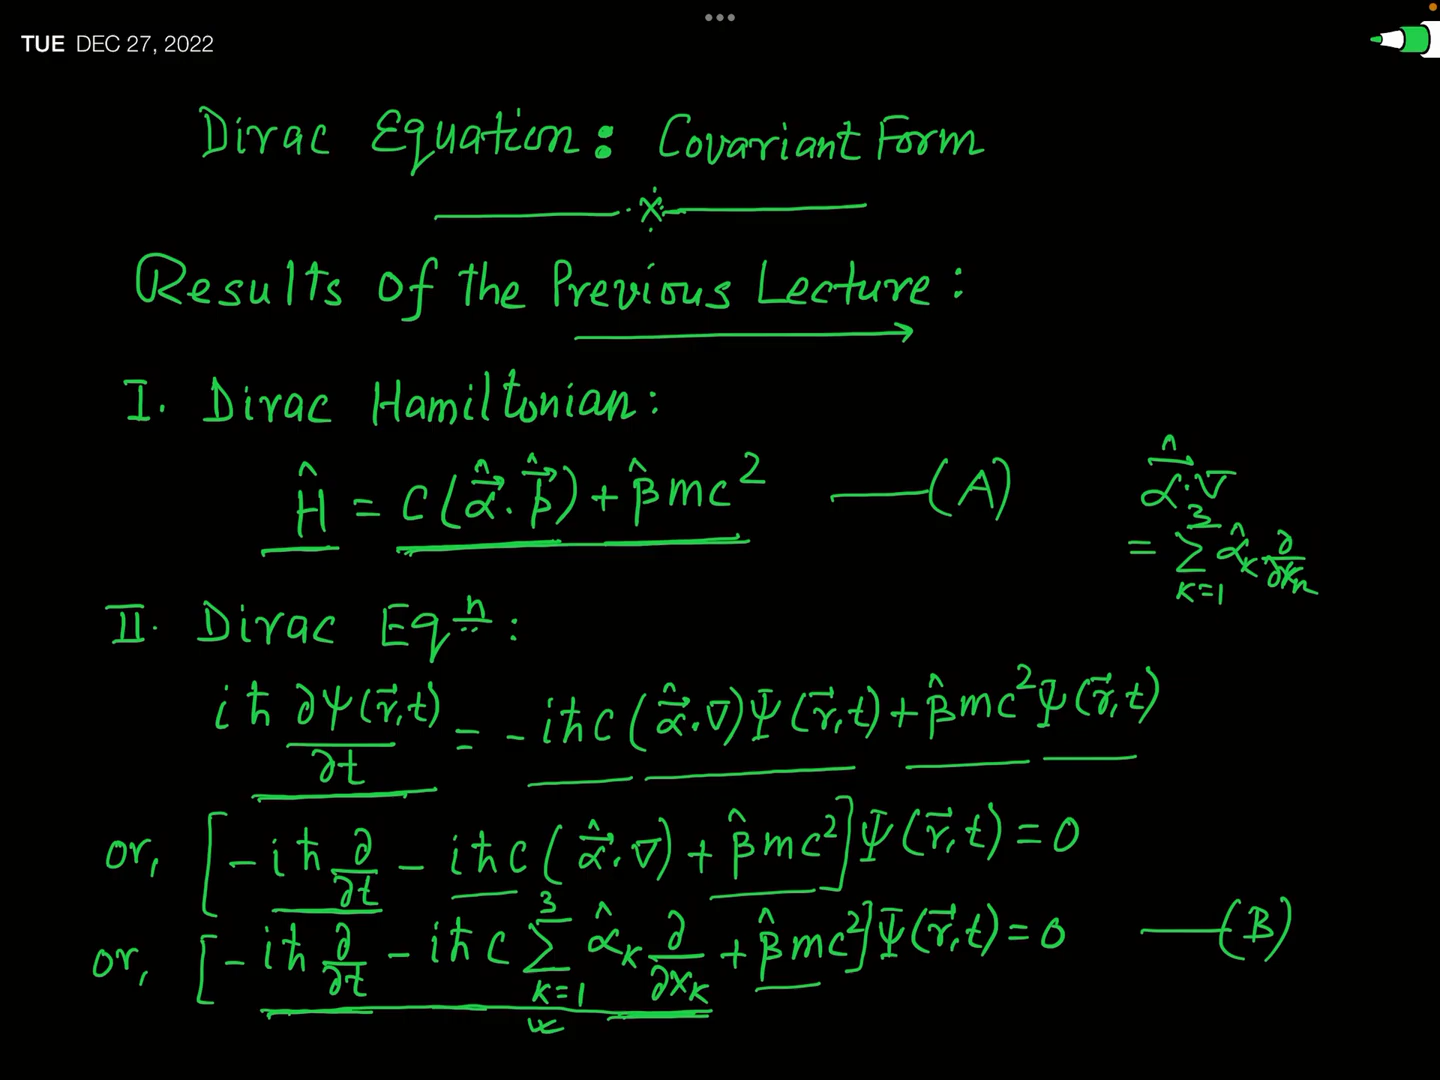 TUE DEC 27, 2022
Dirac Equation: Covariant Form
x
Results of the Previous Lecture:
I. Dirac Hamiltonian:
Ĥ = c(α̂⃗.p̂⃗) + β̂mc² —(A)
α̂⃗.∇
= Σ_{K=1}^{3} α̂_K ∂/∂x_K
II. Dirac Eqⁿ:
iħ ∂ψ(r⃗,t)/∂t = -iħc(α̂⃗.∇)Ψ(r⃗,t) + β̂mc²Ψ(r⃗,t)
or, [-iħ ∂/∂t - iħc(α̂⃗.∇) + β̂mc²]Ψ(r⃗,t) = 0
or, [-iħ ∂/∂t - iħc Σ_{K=1}^{3} α̂_K ∂/∂x_K + β̂mc²]Ψ(r⃗,t) = 0 —(B)